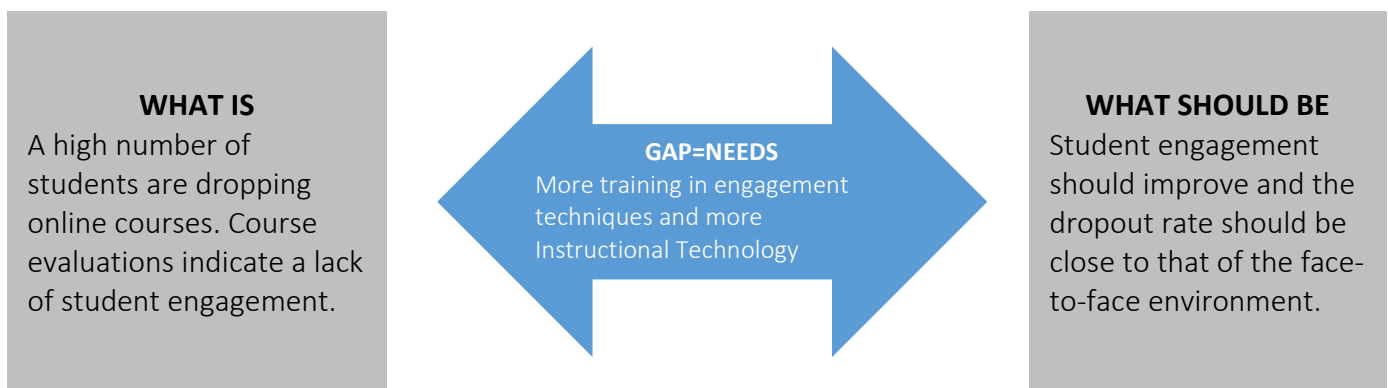 WHAT IS
A high number of
students are dropping
online courses. Course
evaluations indicate a lack
of student engagement.
GAP=NEEDS
More training in engagement
techniques and more
Instructional Technology
WHAT SHOULD BE
Student engagement
should improve and the
dropout rate should be
close to that of the face-
to-face environment.